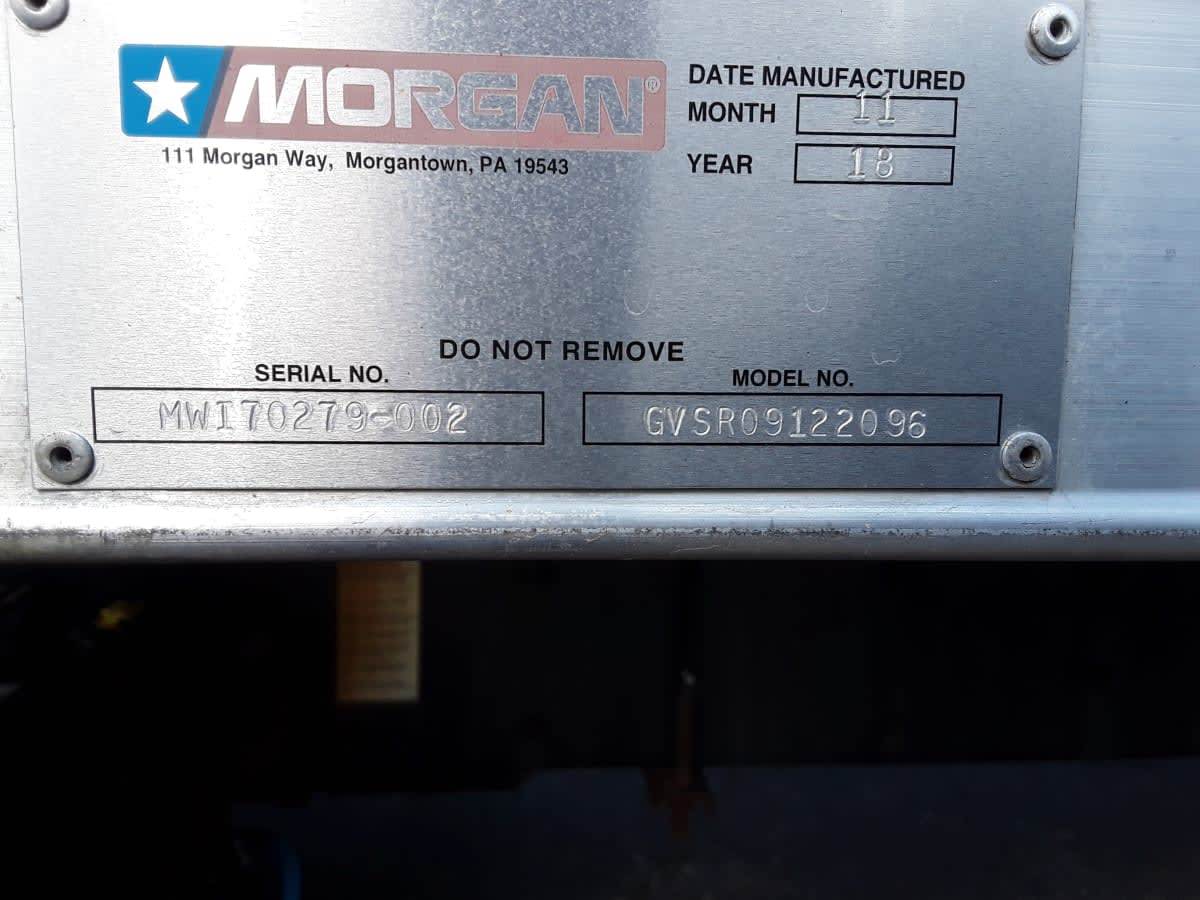 MORGAN®
111 Morgan Way, Morgantown, PA 19543
DATE MANUFACTURED
MONTH 11
YEAR 18
DO NOT REMOVE
SERIAL NO.
MWI70279-002
MODEL NO.
GVSR09122096